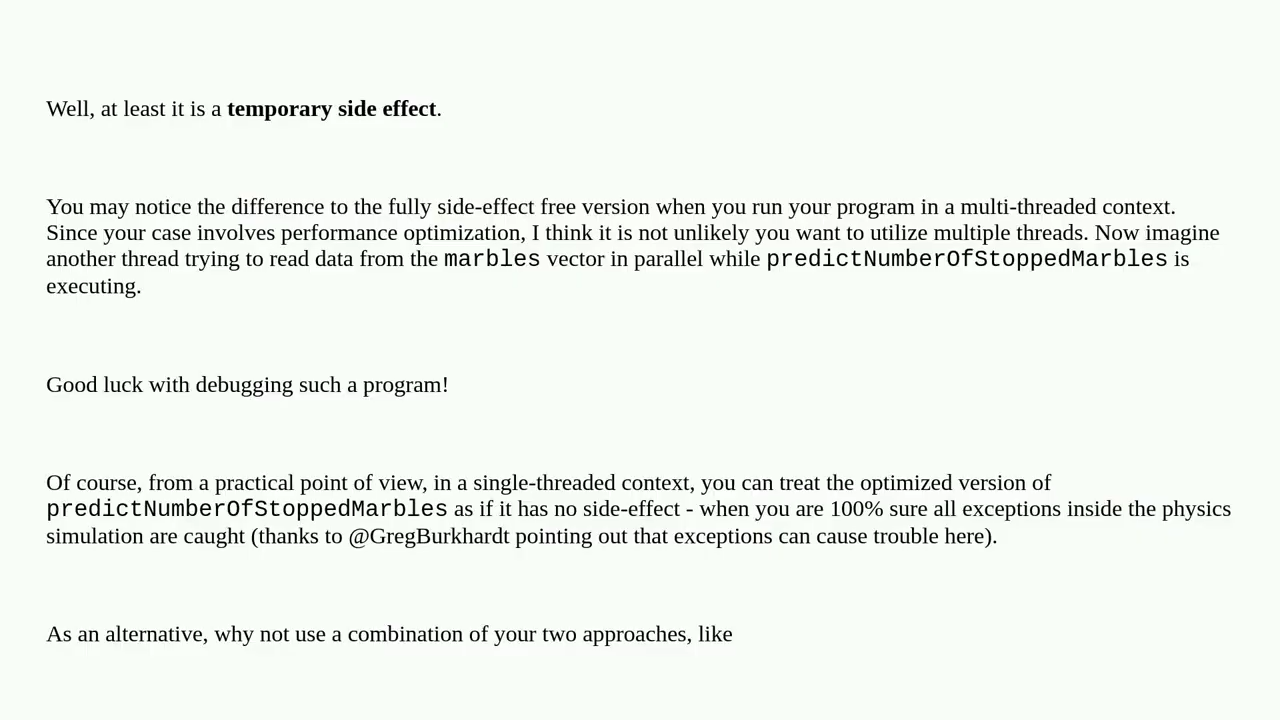 Well, at least it is a temporary side effect.
You may notice the difference to the fully side-effect free version when you run your program in a multi-threaded context.
Since your case involves performance optimization, I think it is not unlikely you want to utilize multiple threads. Now imagine
another thread trying to read data from the marbles vector in parallel while predictNumberOfStoppedMarbles is
executing.
Good luck with debugging such a program!
Of course, from a practical point of view, in a single-threaded context, you can treat the optimized version of
predictNumberOfStoppedMarbles as if it has no side-effect - when you are 100% sure all exceptions inside the physics
simulation are caught (thanks to @GregBurkhardt pointing out that exceptions can cause trouble here).
As an alternative, why not use a combination of your two approaches, like